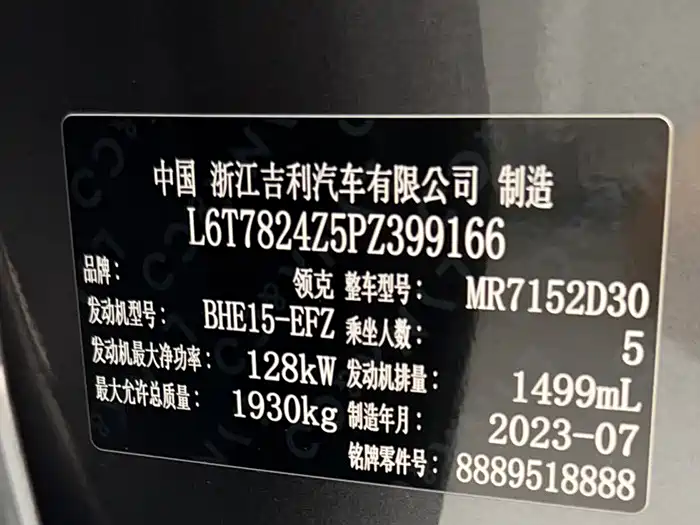 中国 浙江吉利汽车有限公司 制造
L6T7824Z5PZ399166
品牌: 领克 整车型号: MR7152D30
发动机型号: BHE15-EFZ 乘坐人数: 5
发动机最大净功率: 128kW 发动机排量: 1499mL
最大允许总质量: 1930kg 制造年月: 2023-07
铭牌零件号: 8889518888